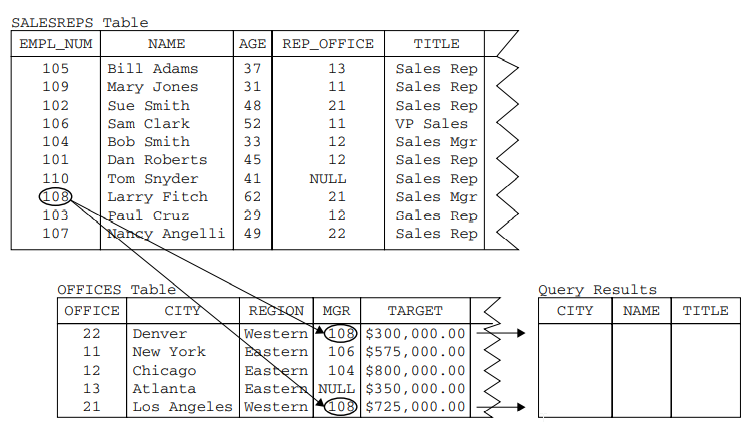 SALESREPS Table
EMPL_NUM NAME AGE REP_OFFICE TITLE
105 Bill Adams 37 13 Sales Rep
109 Mary Jones 31 11 Sales Rep
102 Sue Smith 48 21 Sales Rep
106 Sam Clark 52 11 VP Sales
104 Bob Smith 33 12 Sales Mgr
101 Dan Roberts 45 12 Sales Rep
110 Tom Snyder 41 NULL Sales Rep
108 Larry Fitch 62 21 Sales Mgr
103 Paul Cruz 29 12 Sales Rep
107 Nancy Angelli 49 22 Sales Rep
OFFICES Table
OFFICE CITY REGION MGR TARGET
22 Denver Western 108 $300,000.00
11 New York Eastern 106 $575,000.00
12 Chicago Eastern 104 $800,000.00
13 Atlanta Eastern NULL $350,000.00
21 Los Angeles Western 108 $725,000.00
Query Results
CITY NAME TITLE